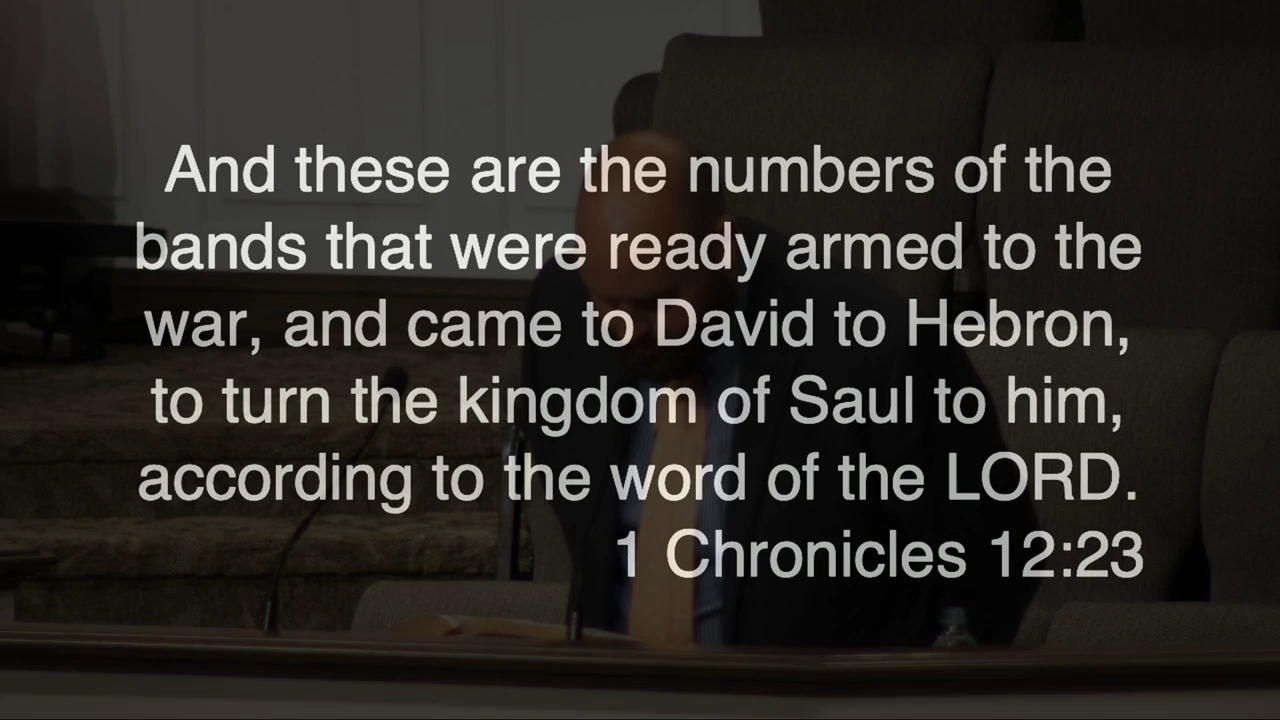 And these are the numbers of the
bands that were ready armed to the
war, and came to David to Hebron,
to turn the kingdom of Saul to him,
according to the word of the LORD.
1 Chronicles 12:23